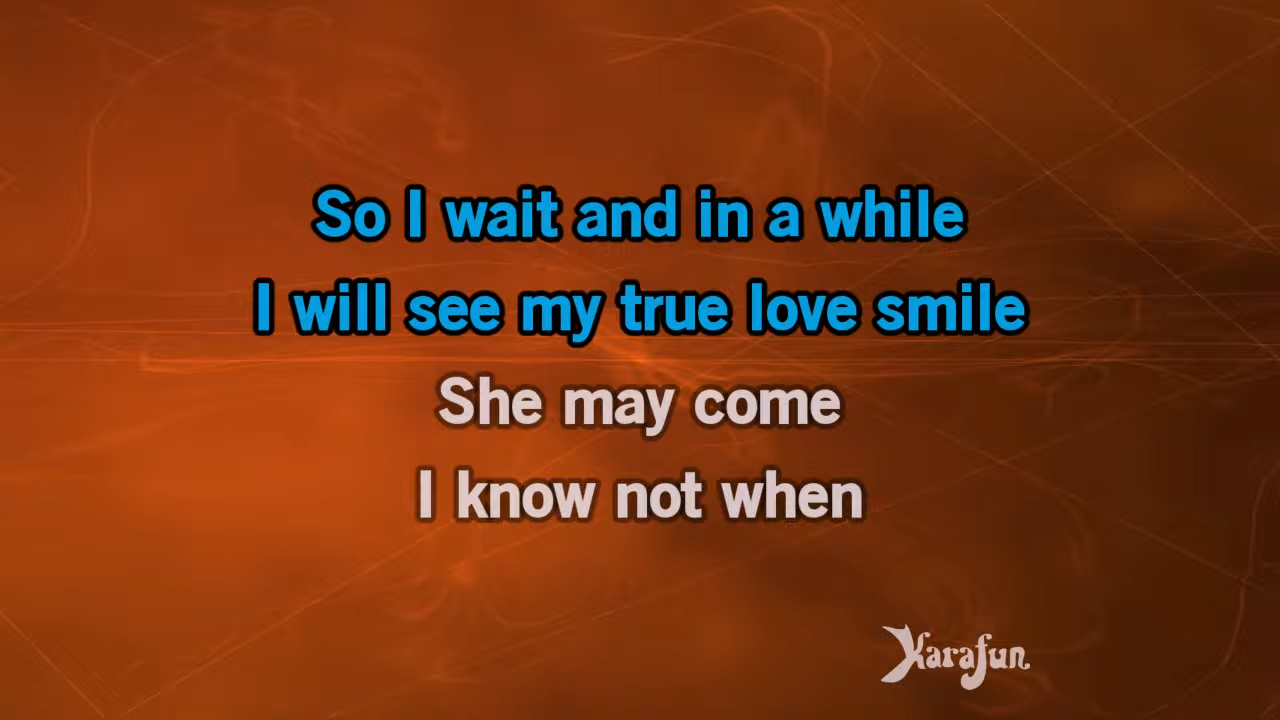 So I wait and in a while
I will see my true love smile
She may come
I know not when
Karafun